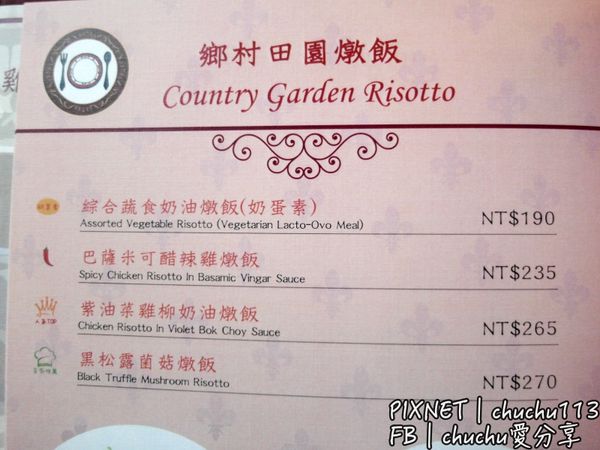 鄉村田園燉飯
Country Garden Risotto
綜合蔬食奶油燉飯(奶蛋素) NT$190
Assorted Vegetable Risotto (Vegetarian Lacto-Ovo Meal)
巴薩米可醋辣雞燉飯 NT$235
Spicy Chicken Risotto In Basamic Vingar Sauce
紫油菜雞柳奶油燉飯 NT$265
Chicken Risotto In Violet Bok Choy Sauce
黑松露菌菇燉飯 NT$270
Black Truffle Mushroom Risotto
PIXNET | chuchu113
FB | chuchu愛分享